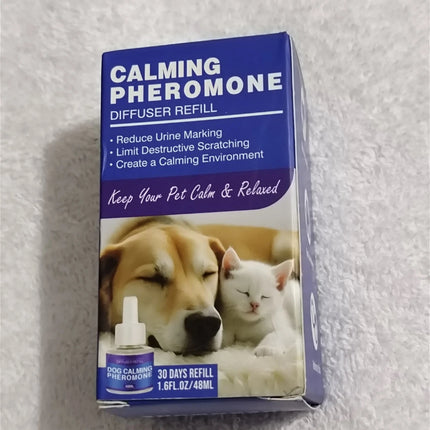 CALMING
PHEROMONE
DIFFUSER REFILL
• Reduce Urine Marking
• Limit Destructive Scratching
• Create a Calming Environment
Keep Your Pet Calm & Relaxed
DOG CALMING
PHEROMONE
30 DAYS REFILL
1.6FL.OZ/48ML